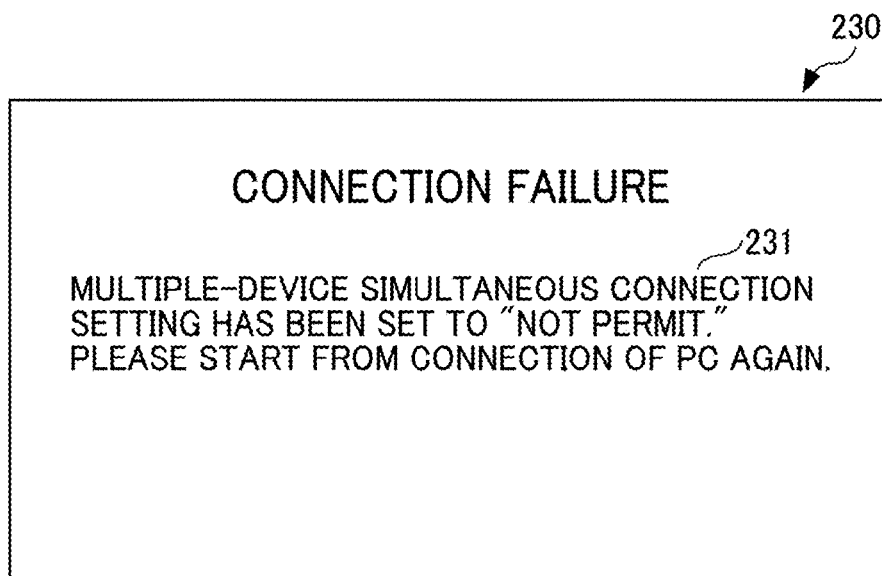 230
CONNECTION FAILURE
231
MULTIPLE-DEVICE SIMULTANEOUS CONNECTION
SETTING HAS BEEN SET TO "NOT PERMIT."
PLEASE START FROM CONNECTION OF PC AGAIN.